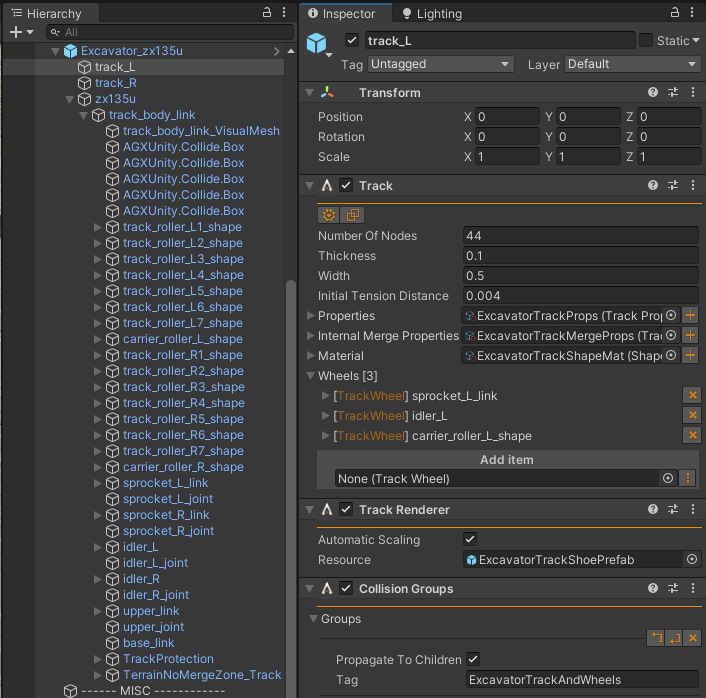 Hierarchy
All
Excavator_zx135u
track_L
track_R
zx135u
track_body_link
track_body_link_VisualMesh
AGXUnity.Collide.Box
AGXUnity.Collide.Box
AGXUnity.Collide.Box
AGXUnity.Collide.Box
AGXUnity.Collide.Box
track_roller_L1_shape
track_roller_L2_shape
track_roller_L3_shape
track_roller_L4_shape
track_roller_L5_shape
track_roller_L6_shape
track_roller_L7_shape
carrier_roller_L_shape
track_roller_R1_shape
track_roller_R2_shape
track_roller_R3_shape
track_roller_R4_shape
track_roller_R5_shape
track_roller_R6_shape
track_roller_R7_shape
carrier_roller_R_shape
sprocket_L_link
sprocket_L_joint
sprocket_R_link
sprocket_R_joint
idler_L
idler_L_joint
idler_R
idler_R_joint
upper_link
upper_joint
base_link
TrackProtection
TerrainNoMergeZone_Track
------ MISC ------------
Inspector Lighting
track_L Static
Tag Untagged Layer Default
Transform
Position X 0 Y 0 Z 0
Rotation X 0 Y 0 Z 0
Scale X 1 Y 1 Z 1
Track
Number Of Nodes 44
Thickness 0.1
Width 0.5
Initial Tension Distance 0.004
Properties ExcavatorTrackProps (Track Prop
Internal Merge Properties ExcavatorTrackMergeProps (Trac
Material ExcavatorTrackShapeMat (Shape
Wheels [3]
[TrackWheel] sprocket_L_link
[TrackWheel] idler_L
[TrackWheel] carrier_roller_L_shape
Add item
None (Track Wheel)
Track Renderer
Automatic Scaling
Resource ExcavatorTrackShoePrefab
Collision Groups
Groups
Propagate To Children
Tag ExcavatorTrackAndWheels